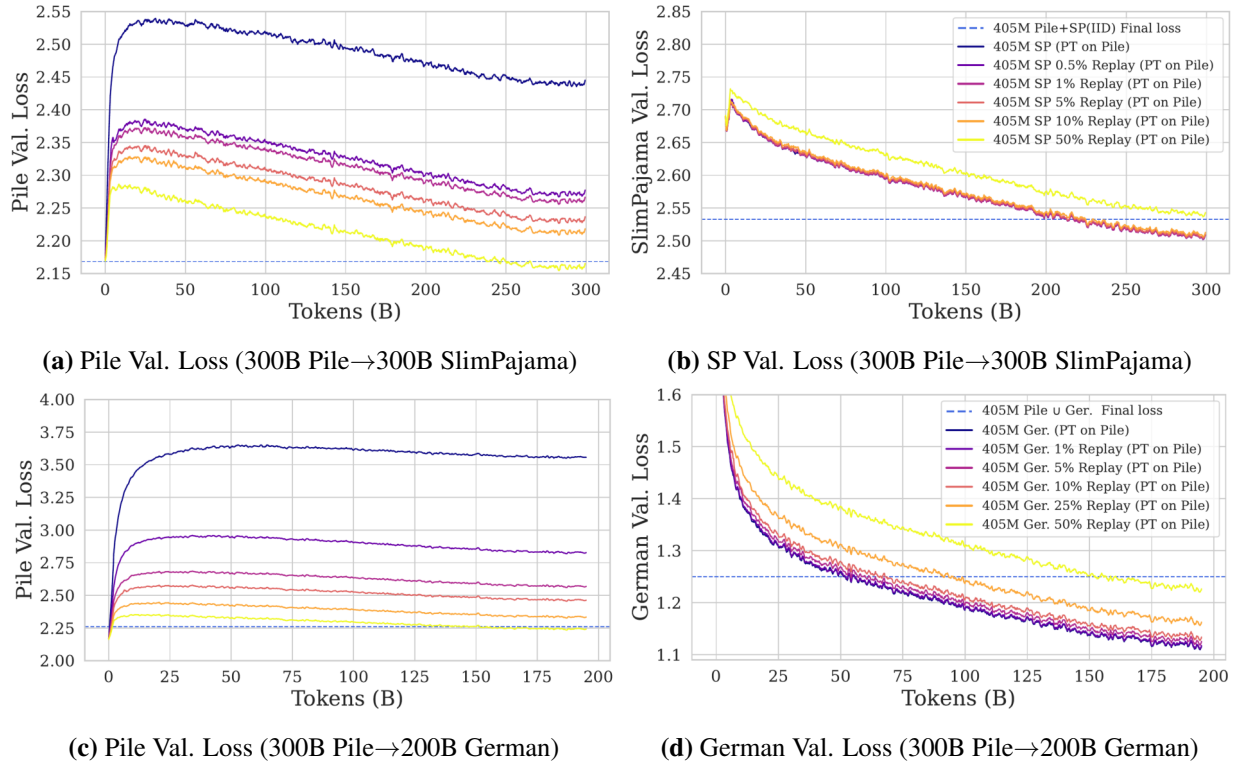 2.55
2.50
2.45
2.40
2.35
2.30
2.25
2.20
2.15
0
50
100
150
200
250
300
Pile Val. Loss
Tokens (B)
2.85
2.80
2.75
2.70
2.65
2.60
2.55
2.50
2.45
0
50
100
150
200
250
300
SlimPajama Val. Loss
Tokens (B)
405M Pile+SP(IID) Final loss
405M SP (PT on Pile)
405M SP 0.5% Replay (PT on Pile)
405M SP 1% Replay (PT on Pile)
405M SP 5% Replay (PT on Pile)
405M SP 10% Replay (PT on Pile)
405M SP 50% Replay (PT on Pile)
(a) Pile Val. Loss (300B Pile→300B SlimPajama)
(b) SP Val. Loss (300B Pile→300B SlimPajama)
4.00
3.75
3.50
3.25
3.00
2.75
2.50
2.25
2.00
0
25
50
75
100
125
150
175
200
Pile Val. Loss
Tokens (B)
1.6
1.5
1.4
1.3
1.2
1.1
0
25
50
75
100
125
150
175
200
German Val. Loss
Tokens (B)
405M Pile ∪ Ger. Final loss
405M Ger. (PT on Pile)
405M Ger. 1% Replay (PT on Pile)
405M Ger. 5% Replay (PT on Pile)
405M Ger. 10% Replay (PT on Pile)
405M Ger. 25% Replay (PT on Pile)
405M Ger. 50% Replay (PT on Pile)
(c) Pile Val. Loss (300B Pile→200B German)
(d) German Val. Loss (300B Pile→200B German)